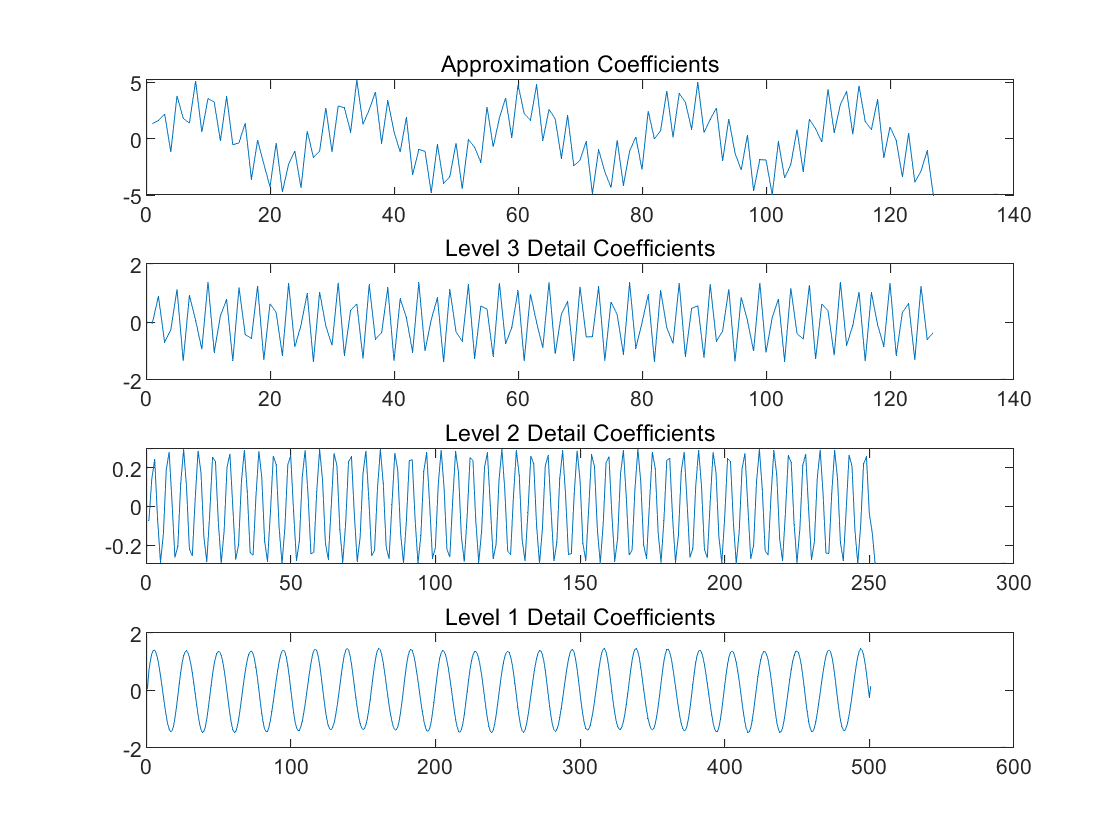 Approximation Coefficients
5
0
-5
0 20 40 60 80 100 120 140
Level 3 Detail Coefficients
2
0
-2
0 20 40 60 80 100 120 140
Level 2 Detail Coefficients
0.2
0
-0.2
0 50 100 150 200 250 300
Level 1 Detail Coefficients
2
0
-2
0 100 200 300 400 500 600